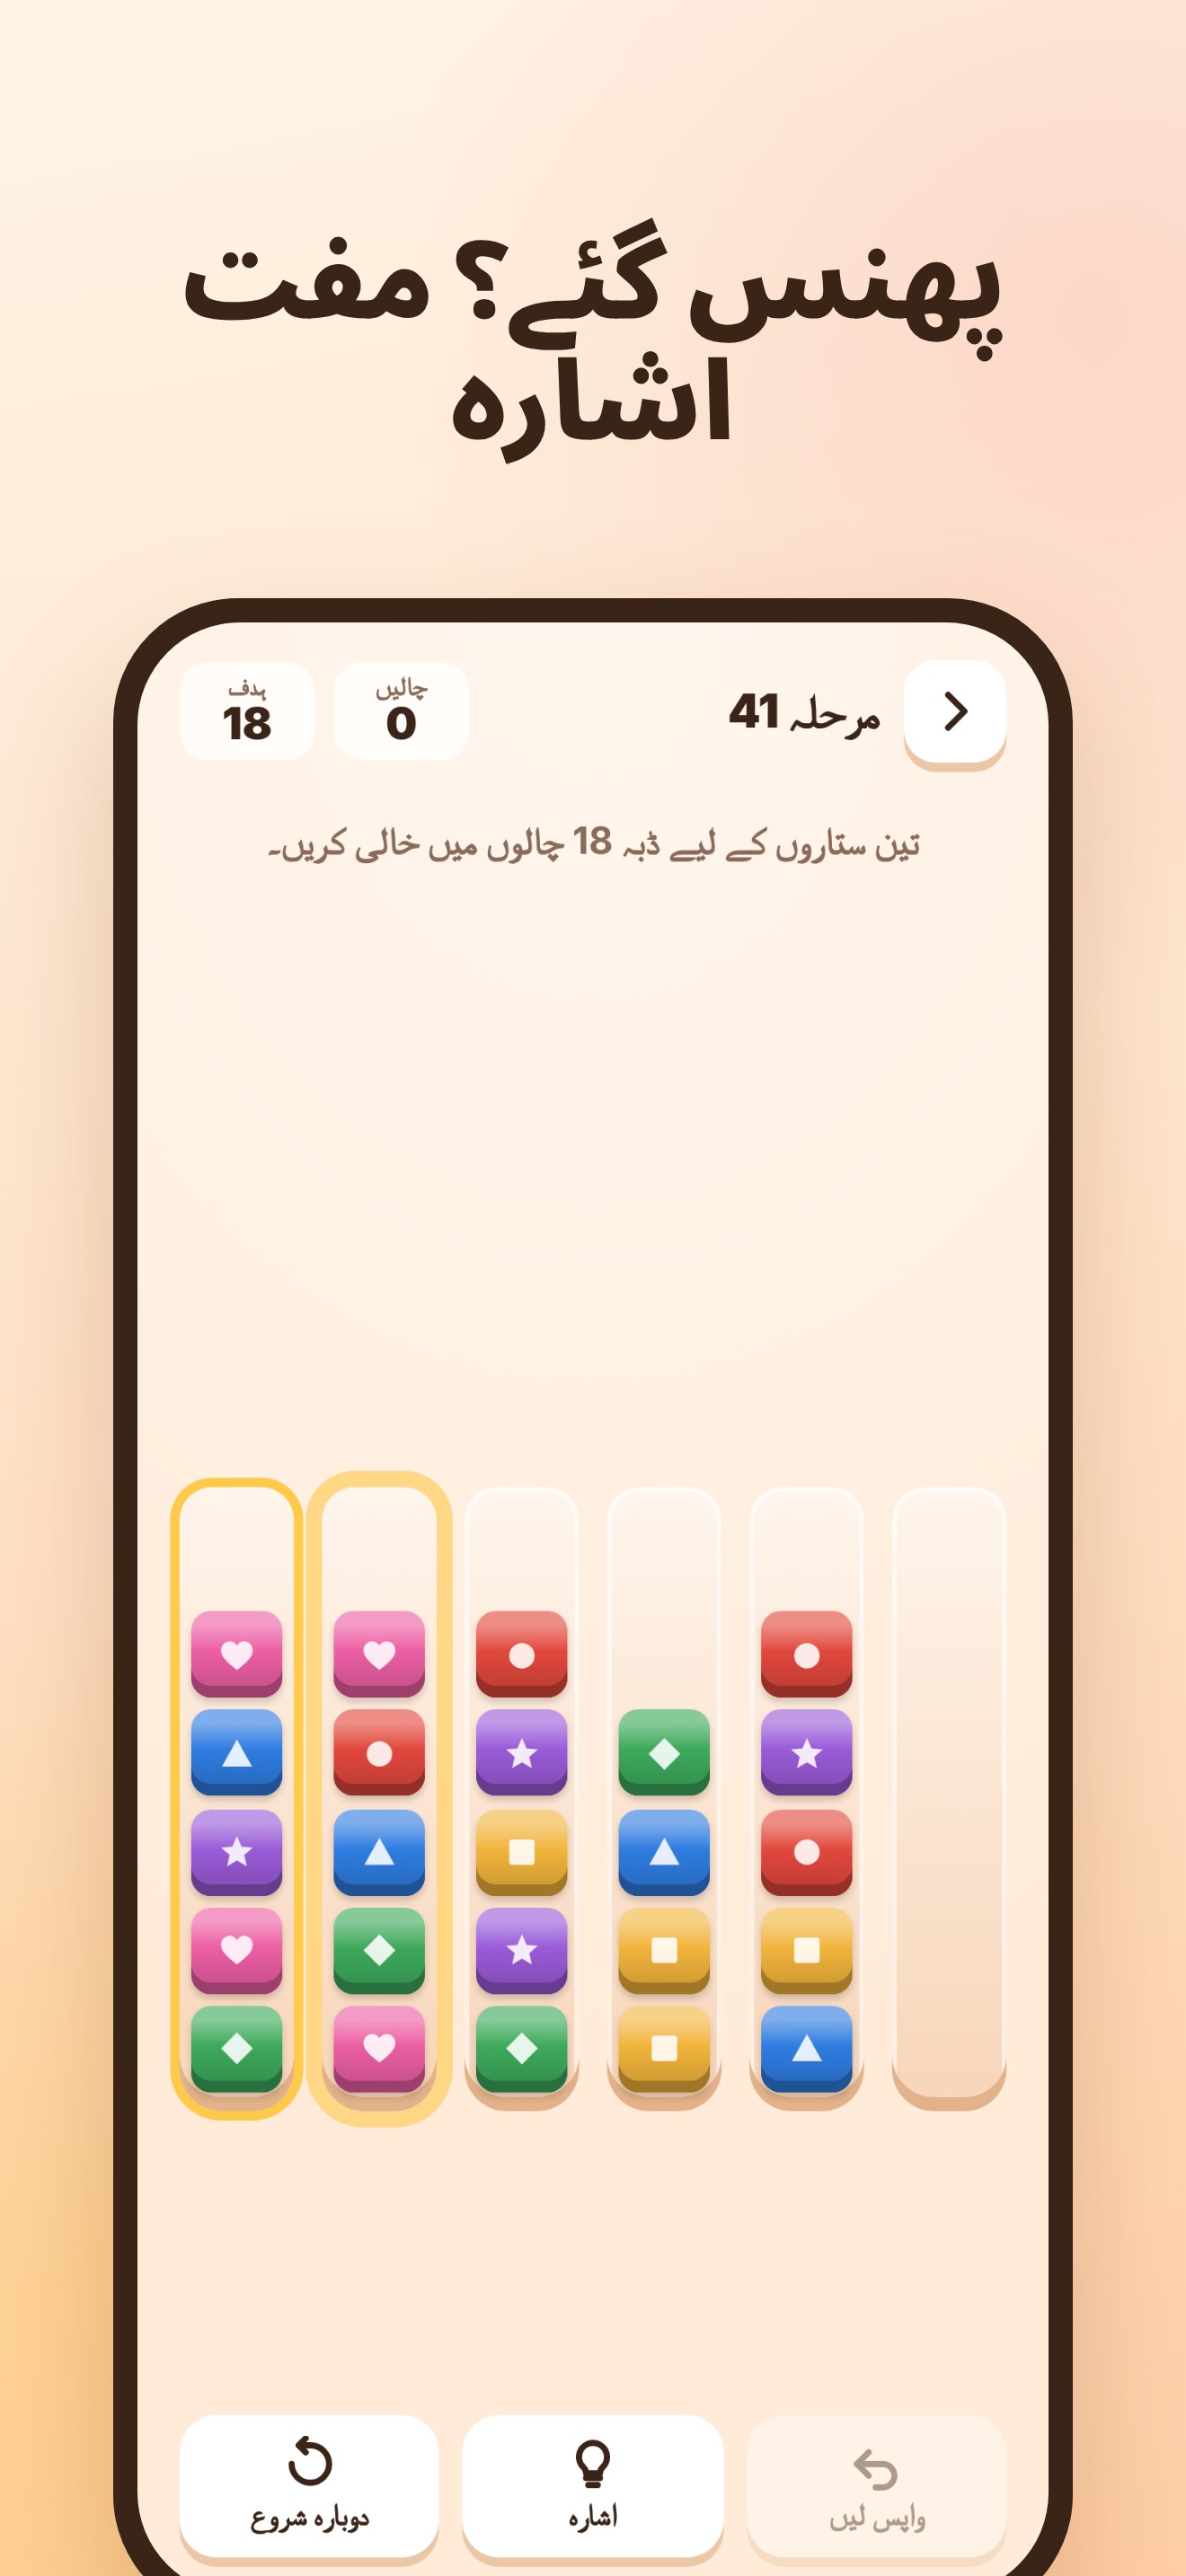 پھنس گئے؟ مفت
اشارہ
مرحلہ 41
چالیں
0
ہدف
18
تین ستاروں کے لیے ڈبہ 18 چالوں میں خالی کریں۔
واپس لیں
اشارہ
دوبارہ شروع